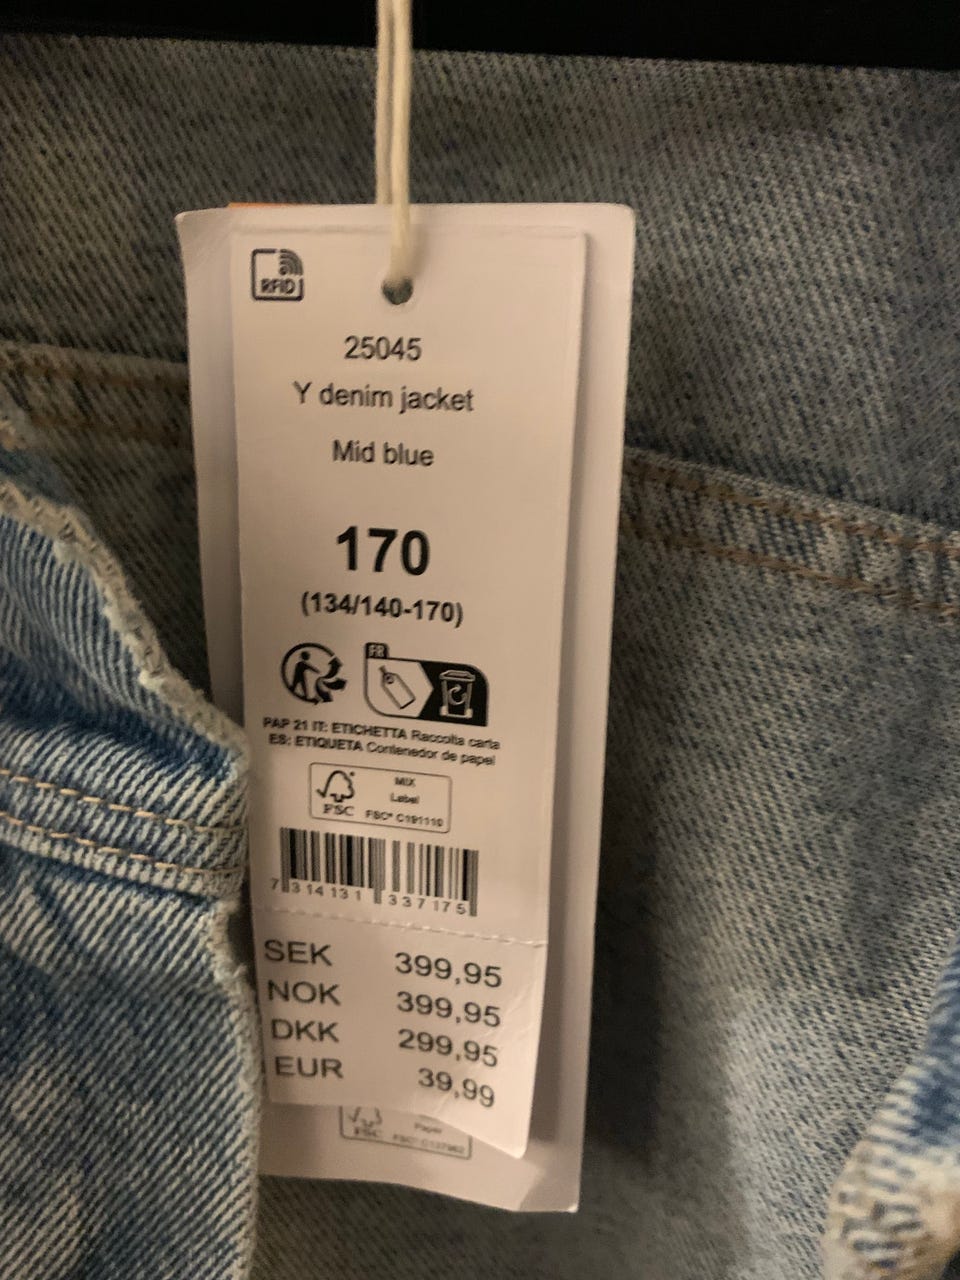 RFID
25045
Y denim jacket
Mid blue
170
(134/140-170)
FR
PAP 21 IT: ETICHETTA Raccolta carta
ES: ETIQUETA Contenedor de papel
MIX
Label
FSC FSC® C191110
7 314131 337175
SEK 399,95
NOK 399,95
DKK 299,95
EUR 39,99
Paper
FSC